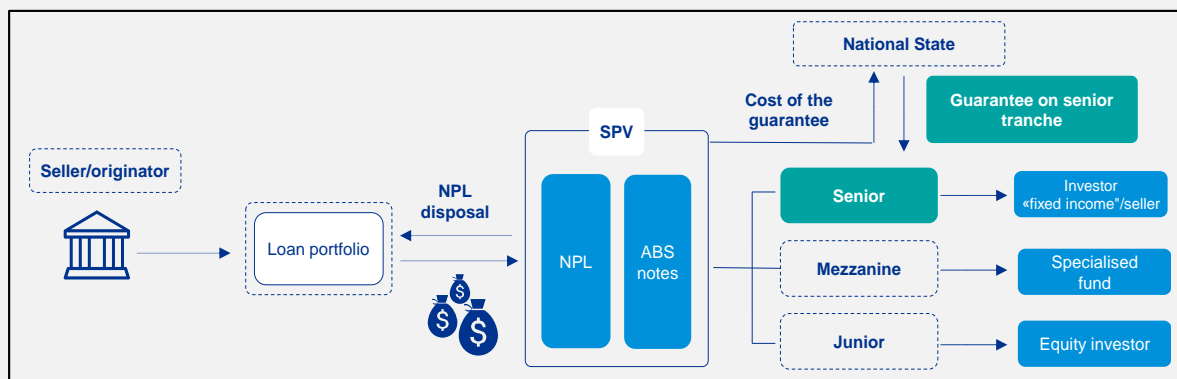 National State
Cost of the
guarantee
Guarantee on senior
tranche
SPV
Seller/originator
NPL
disposal
Loan portfolio
NPL
ABS
notes
Senior
Investor
«fixed income"/seller
Mezzanine
Specialised
fund
Junior
Equity investor
$
$
$